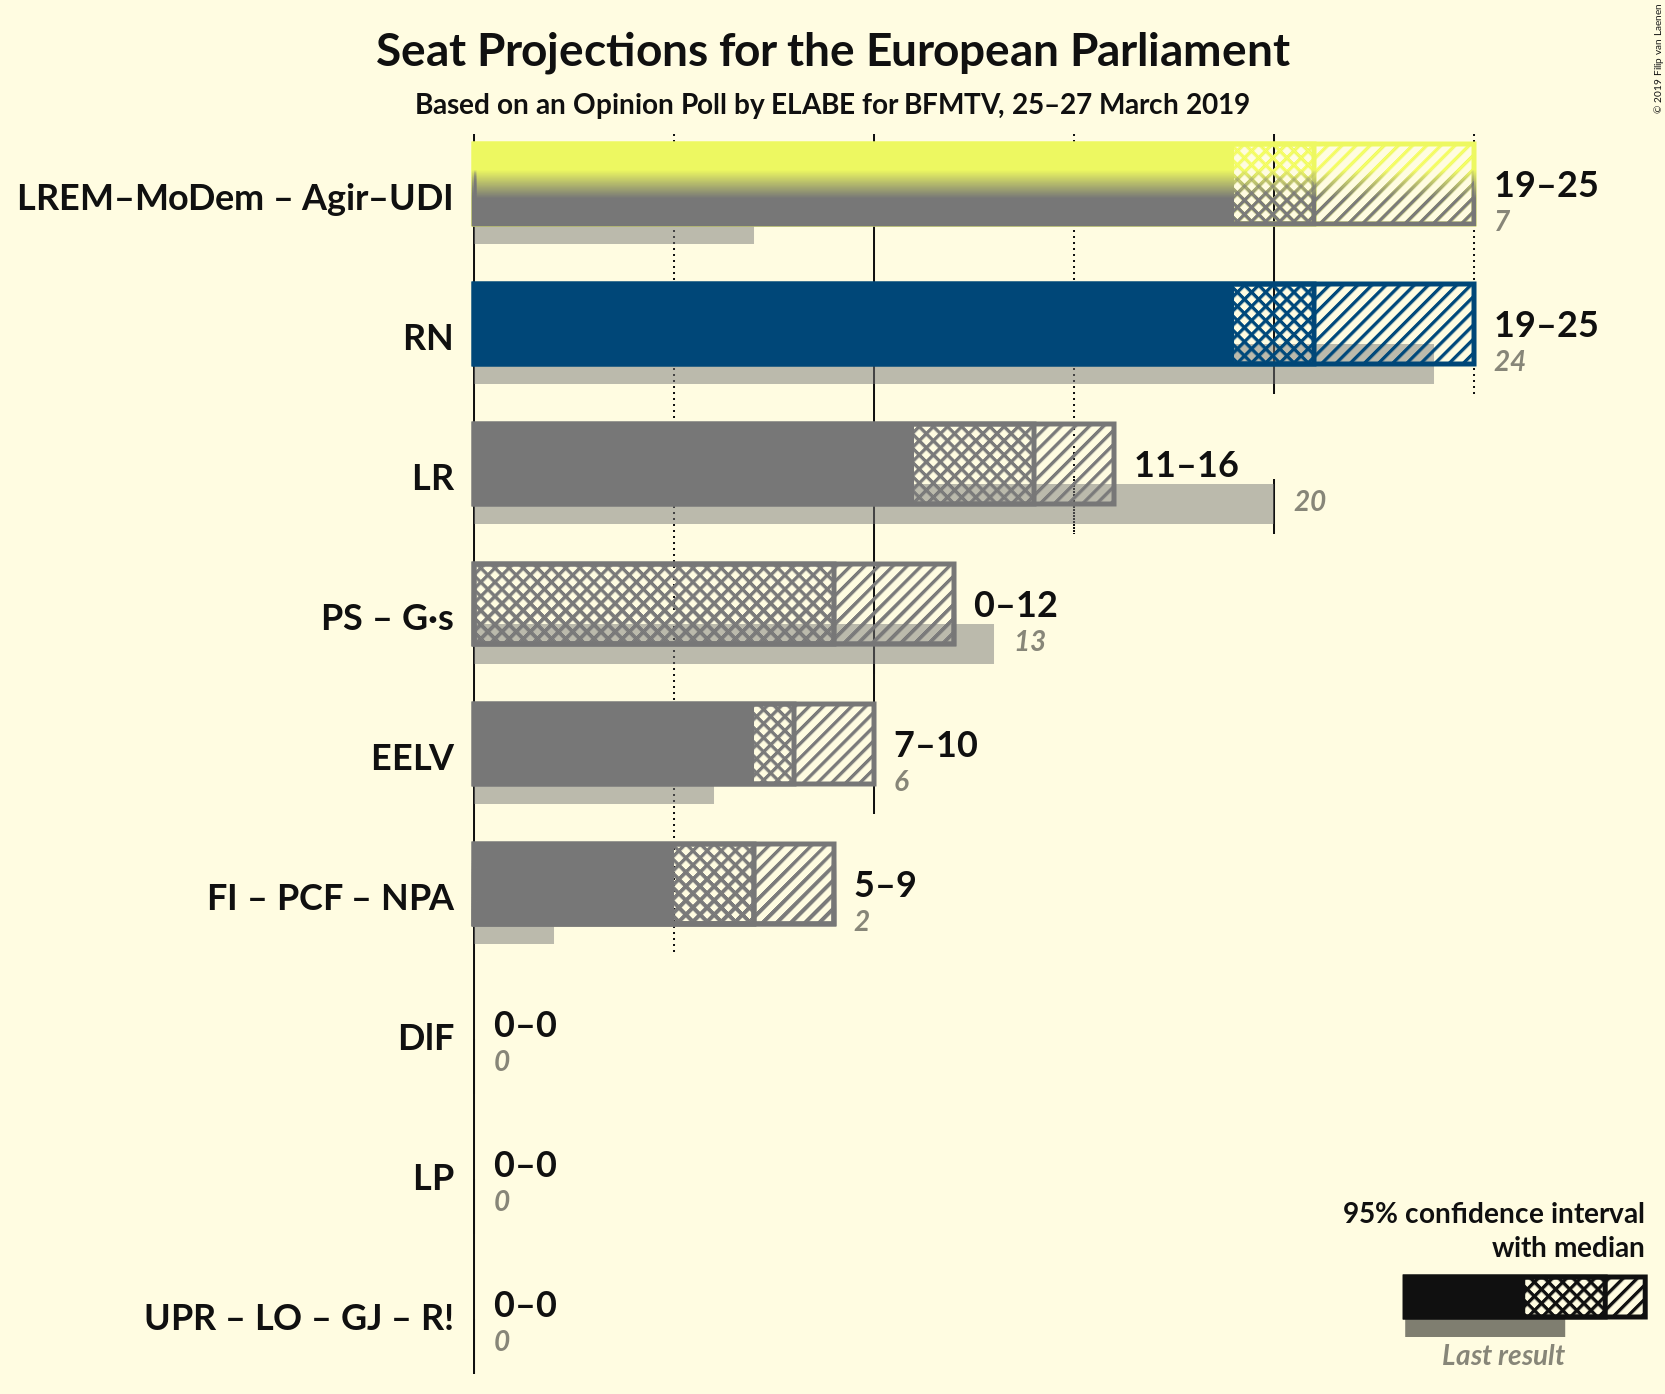 Seat Projections for the European Parliament
Based on an Opinion Poll by ELABE for BFMTV, 25–27 March 2019
© 2019 Filip van Laenen
LREM–MoDem – Agir–UDI
19–25
7
RN
19–25
24
LR
11–16
20
PS – G·s
0–12
13
EELV
7–10
6
FI – PCF – NPA
5–9
2
DlF
0–0
0
LP
0–0
0
UPR – LO – GJ – R!
0–0
0
95% confidence interval
with median
Last result